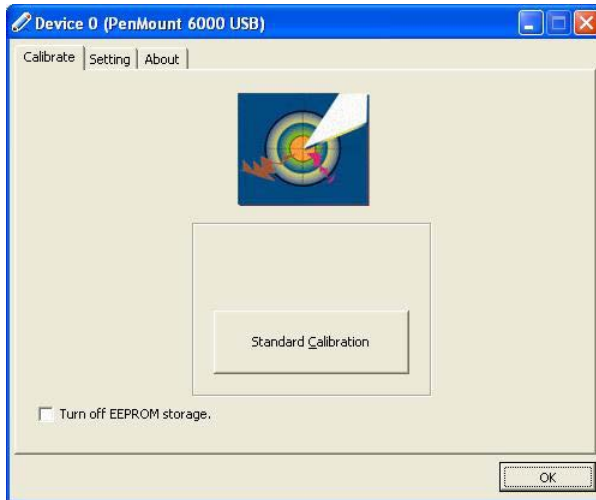 Device 0 (PenMount 6000 USB)
Calibrate Setting About
Standard Calibration
Turn off EEPROM storage.
OK